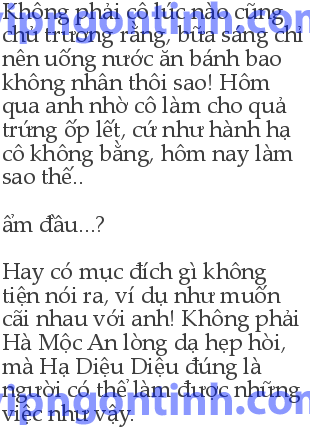 Không phải cô lúc nào cũng
chủ trương rằng, bữa sáng chỉ
nên uống nước ăn bánh bao
không nhân thôi sao! Hôm
qua anh nhờ cô làm cho quả
trứng ốp lết, cứ như hành hạ
cô không bằng, hôm nay làm
sao thế..
ẩm đầu...?
Hay có mục đích gì không
tiện nói ra, ví dụ như muốn
cãi nhau với anh! Không phải
Hà Mộc An lòng dạ hẹp hòi,
mà Hạ Diệu Diệu đúng là
người có thể làm được những
việc như vậy.
vipngontinh.com